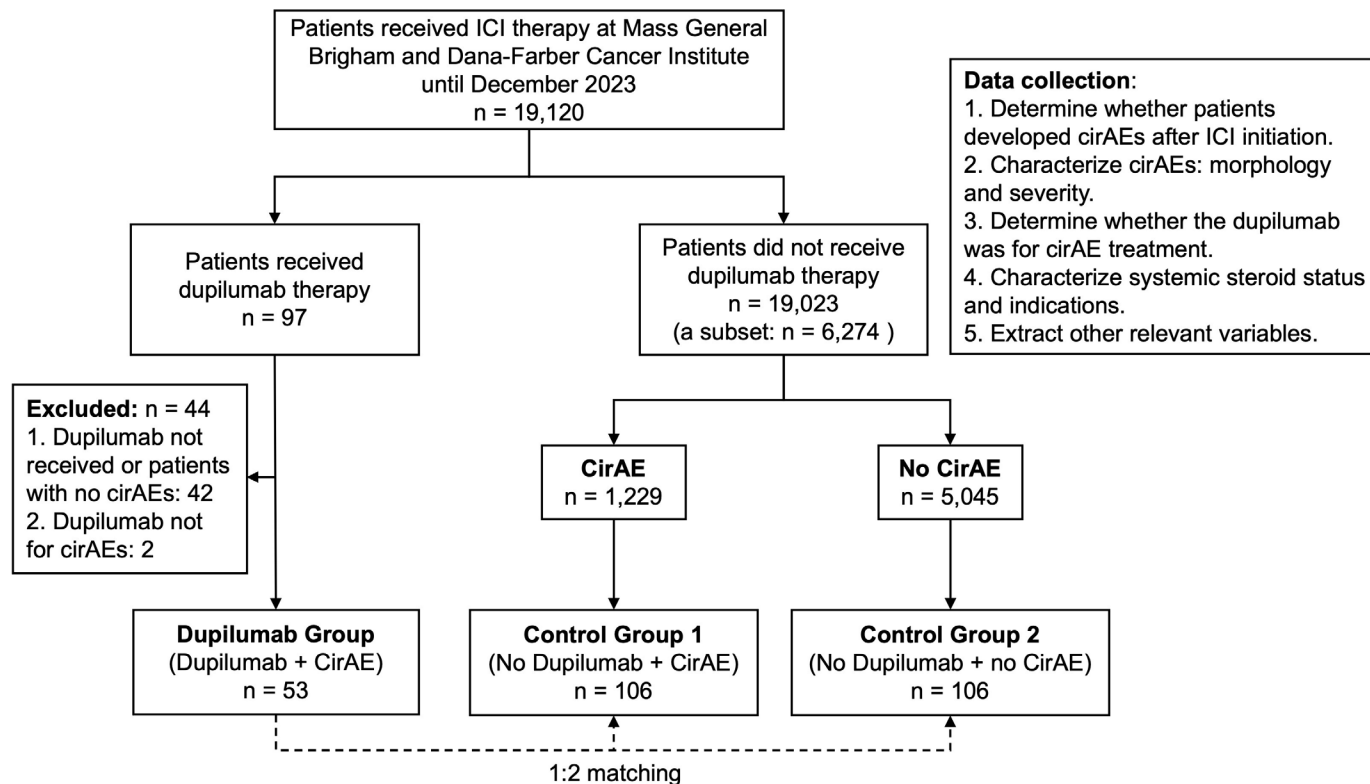 Patients received ICI therapy at Mass General
Brigham and Dana-Farber Cancer Institute
until December 2023
n = 19,120
Data collection:
1. Determine whether patients
developed cirAEs after ICI initiation.
2. Characterize cirAEs: morphology
and severity.
3. Determine whether the dupilumab
was for cirAE treatment.
4. Characterize systemic steroid status
and indications.
5. Extract other relevant variables.
Patients received
dupilumab therapy
n = 97
Patients did not receive
dupilumab therapy
n = 19,023
(a subset: n = 6,274 )
Excluded: n = 44
1. Dupilumab not
received or patients
with no cirAEs: 42
2. Dupilumab not
for cirAEs: 2
CirAE
n = 1,229
No CirAE
n = 5,045
Dupilumab Group
(Dupilumab + CirAE)
n = 53
Control Group 1
(No Dupilumab + CirAE)
n = 106
Control Group 2
(No Dupilumab + no CirAE)
n = 106
1:2 matching